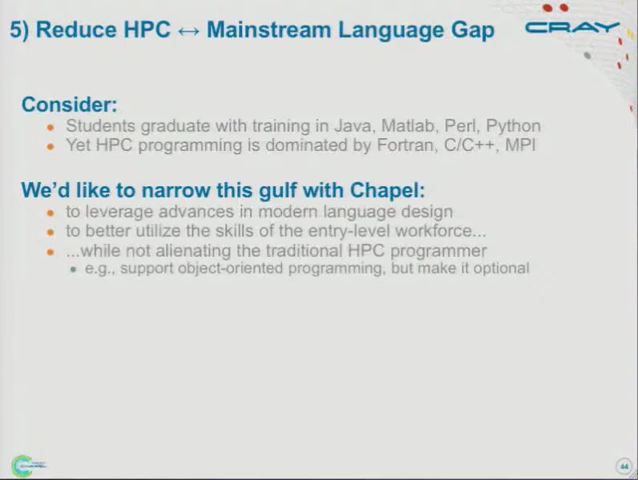 5) Reduce HPC ↔ Mainstream Language Gap
CRAY
Consider:
• Students graduate with training in Java, Matlab, Perl, Python
• Yet HPC programming is dominated by Fortran, C/C++, MPI
We'd like to narrow this gulf with Chapel:
• to leverage advances in modern language design
• to better utilize the skills of the entry-level workforce...
• ...while not alienating the traditional HPC programmer
• e.g., support object-oriented programming, but make it optional
CHAPEL
44